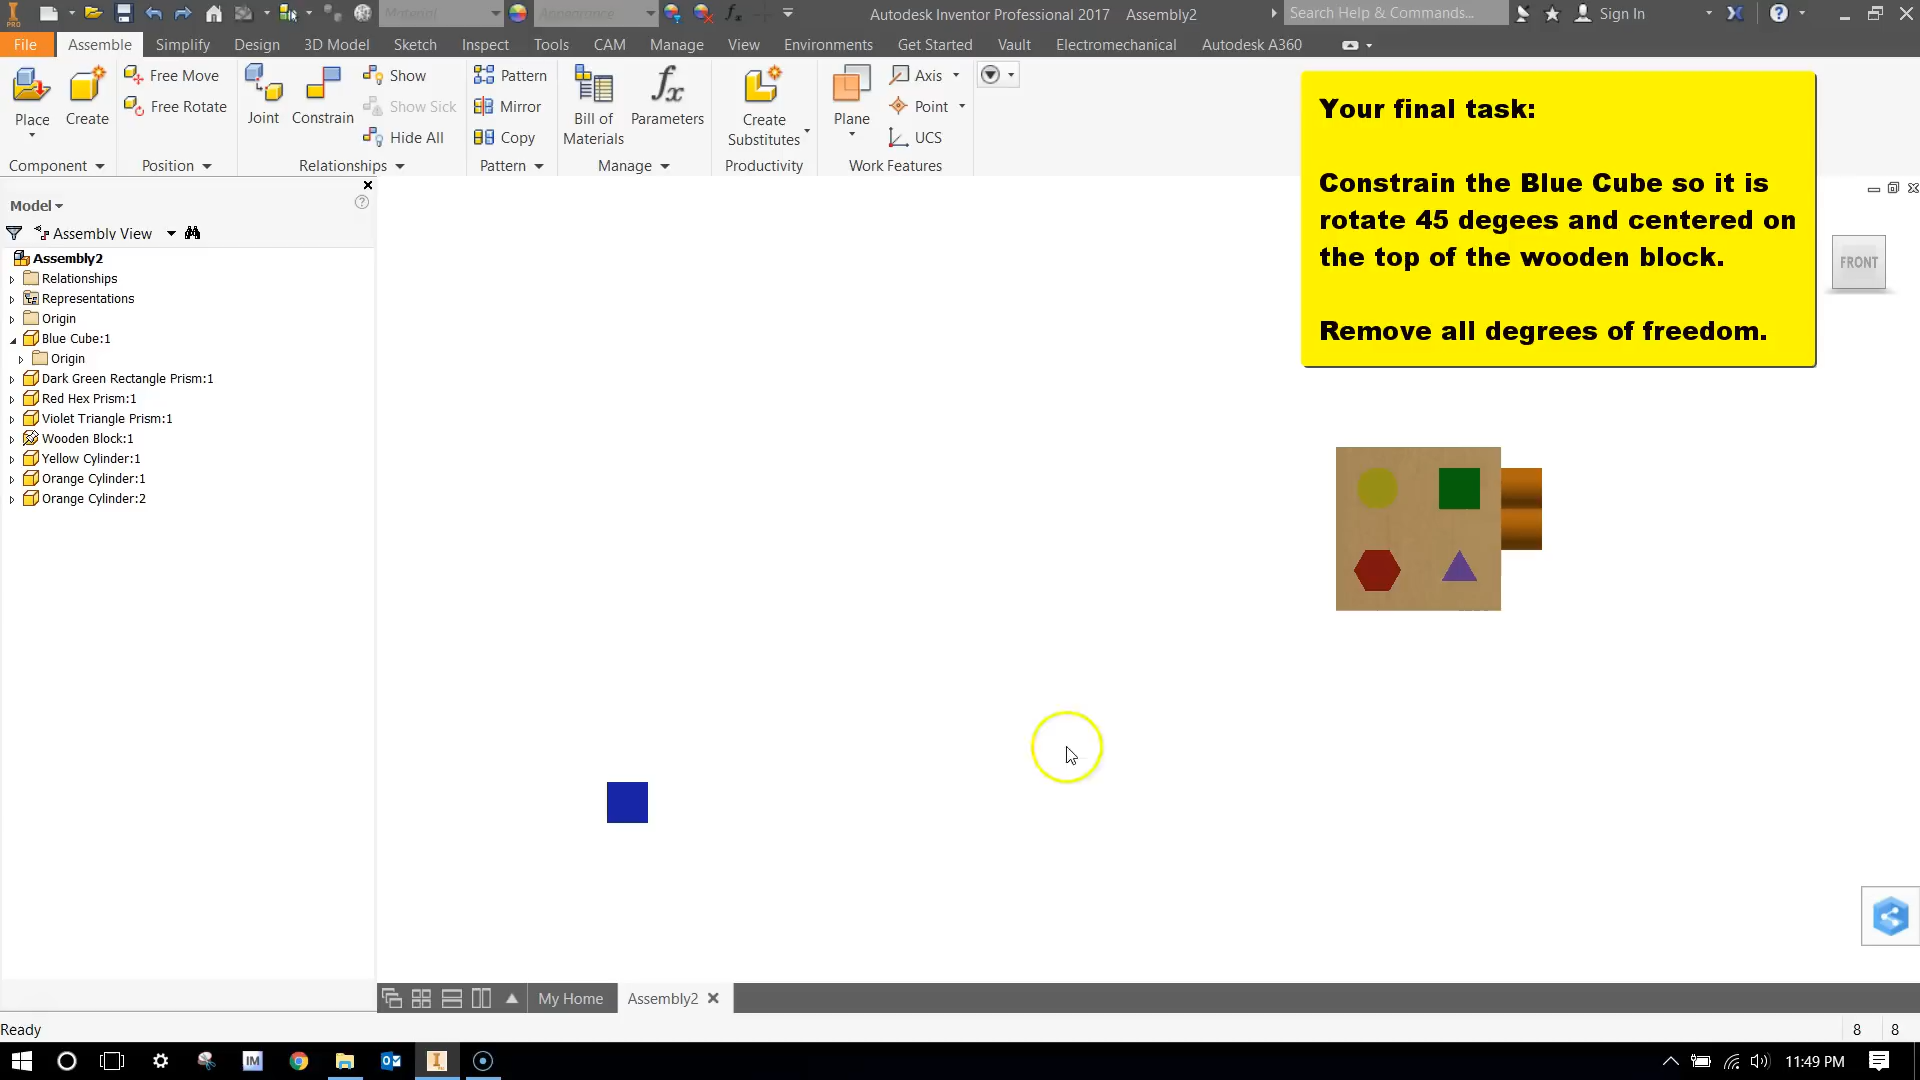 Material
Appearance
Autodesk Inventor Professional 2017 Assembly2
Search Help & Commands...
Sign In
File
Assemble
Simplify
Design
3D Model
Sketch
Inspect
Tools
CAM
Manage
View
Environments
Get Started
Vault
Electromechanical
Autodesk A360
Place
Create
Free Move
Free Rotate
Joint
Constrain
Show
Show Sick
Hide All
Pattern
Mirror
Copy
Bill of
Materials
Parameters
Create
Substitutes
Plane
Axis
Point
UCS
Component
Position
Relationships
Pattern
Manage
Productivity
Work Features
Your final task:
Constrain the Blue Cube so it is
rotate 45 degees and centered on
the top of the wooden block.
Remove all degrees of freedom.
FRONT
Model
Assembly View
Assembly2
Relationships
Representations
Origin
Blue Cube:1
Origin
Dark Green Rectangle Prism:1
Red Hex Prism:1
Violet Triangle Prism:1
Wooden Block:1
Yellow Cylinder:1
Orange Cylinder:1
Orange Cylinder:2
My Home
Assembly2
Ready
8 8
IM
11:49 PM